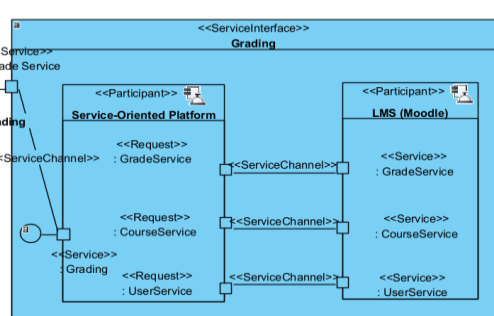 <<ServiceInterface>>
Grading
Service>>
ade Service
ding
<ServiceChannel>>
<<Participant>>
Service-Oriented Platform
<<Request>>
: GradeService
<<Request>>
: CourseService
<<Service>>
: Grading
<<Request>>
: UserService
<<ServiceChannel>>
<<ServiceChannel>>
<<ServiceChannel>>
<<Participant>>
LMS (Moodle)
<<Service>>
: GradeService
<<Service>>
: CourseService
<<Service>>
: UserService